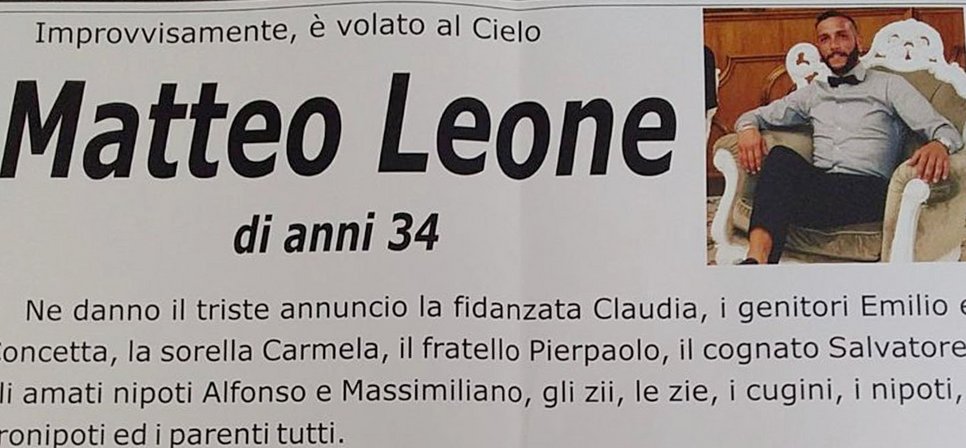 Improvvisamente, è volato al Cielo
Matteo Leone
di anni 34
Ne danno il triste annuncio la fidanzata Claudia, i genitori Emilio e
Concetta, la sorella Carmela, il fratello Pierpaolo, il cognato Salvatore
li amati nipoti Alfonso e Massimiliano, gli zii, le zie, i cugini, i nipoti,
ronipoti ed i parenti tutti.